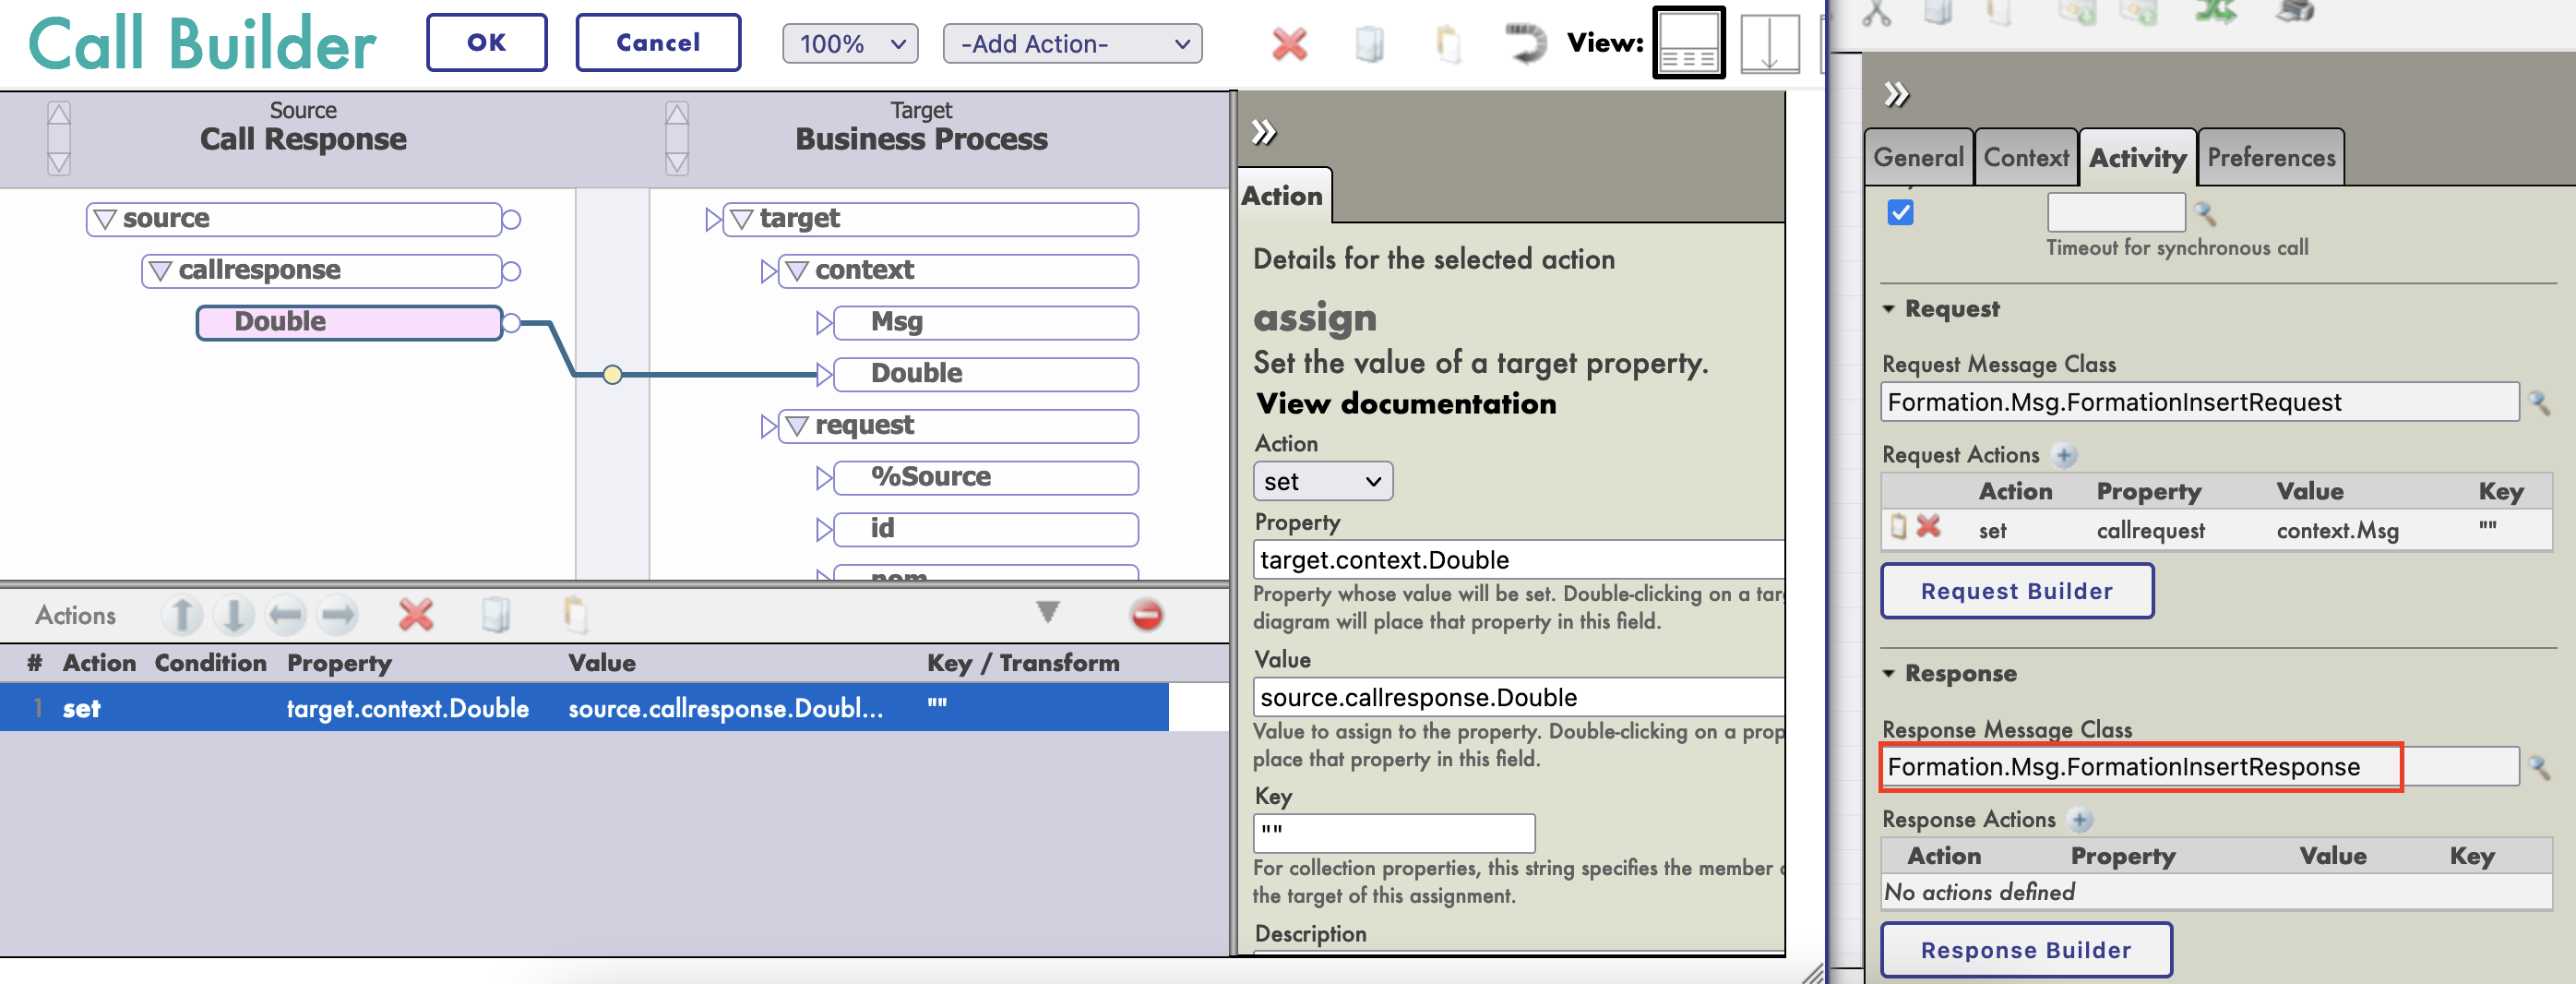 Call Builder
OK
Cancel
100%
-Add Action-
View:
Source
Call Response
Target
Business Process
source
callresponse
Double
target
context
Msg
Double
request
%Source
id
nom
Actions
# Action Condition Property Value Key / Transform
1 set target.context.Double source.callresponse.Doubl... ""
Action
Details for the selected action
assign
Set the value of a target property.
View documentation
Action
set
Property
target.context.Double
Property whose value will be set. Double-clicking on a tar
diagram will place that property in this field.
Value
source.callresponse.Double
Value to assign to the property. Double-clicking on a prop
place that property in this field.
Key
""
For collection properties, this string specifies the member
the target of this assignment.
Description
General Context Activity Preferences
Timeout for synchronous call
Request
Request Message Class
Formation.Msg.FormationInsertRequest
Request Actions
Action Property Value Key
set callrequest context.Msg ""
Request Builder
Response
Response Message Class
Formation.Msg.FormationInsertResponse
Response Actions
Action Property Value Key
No actions defined
Response Builder